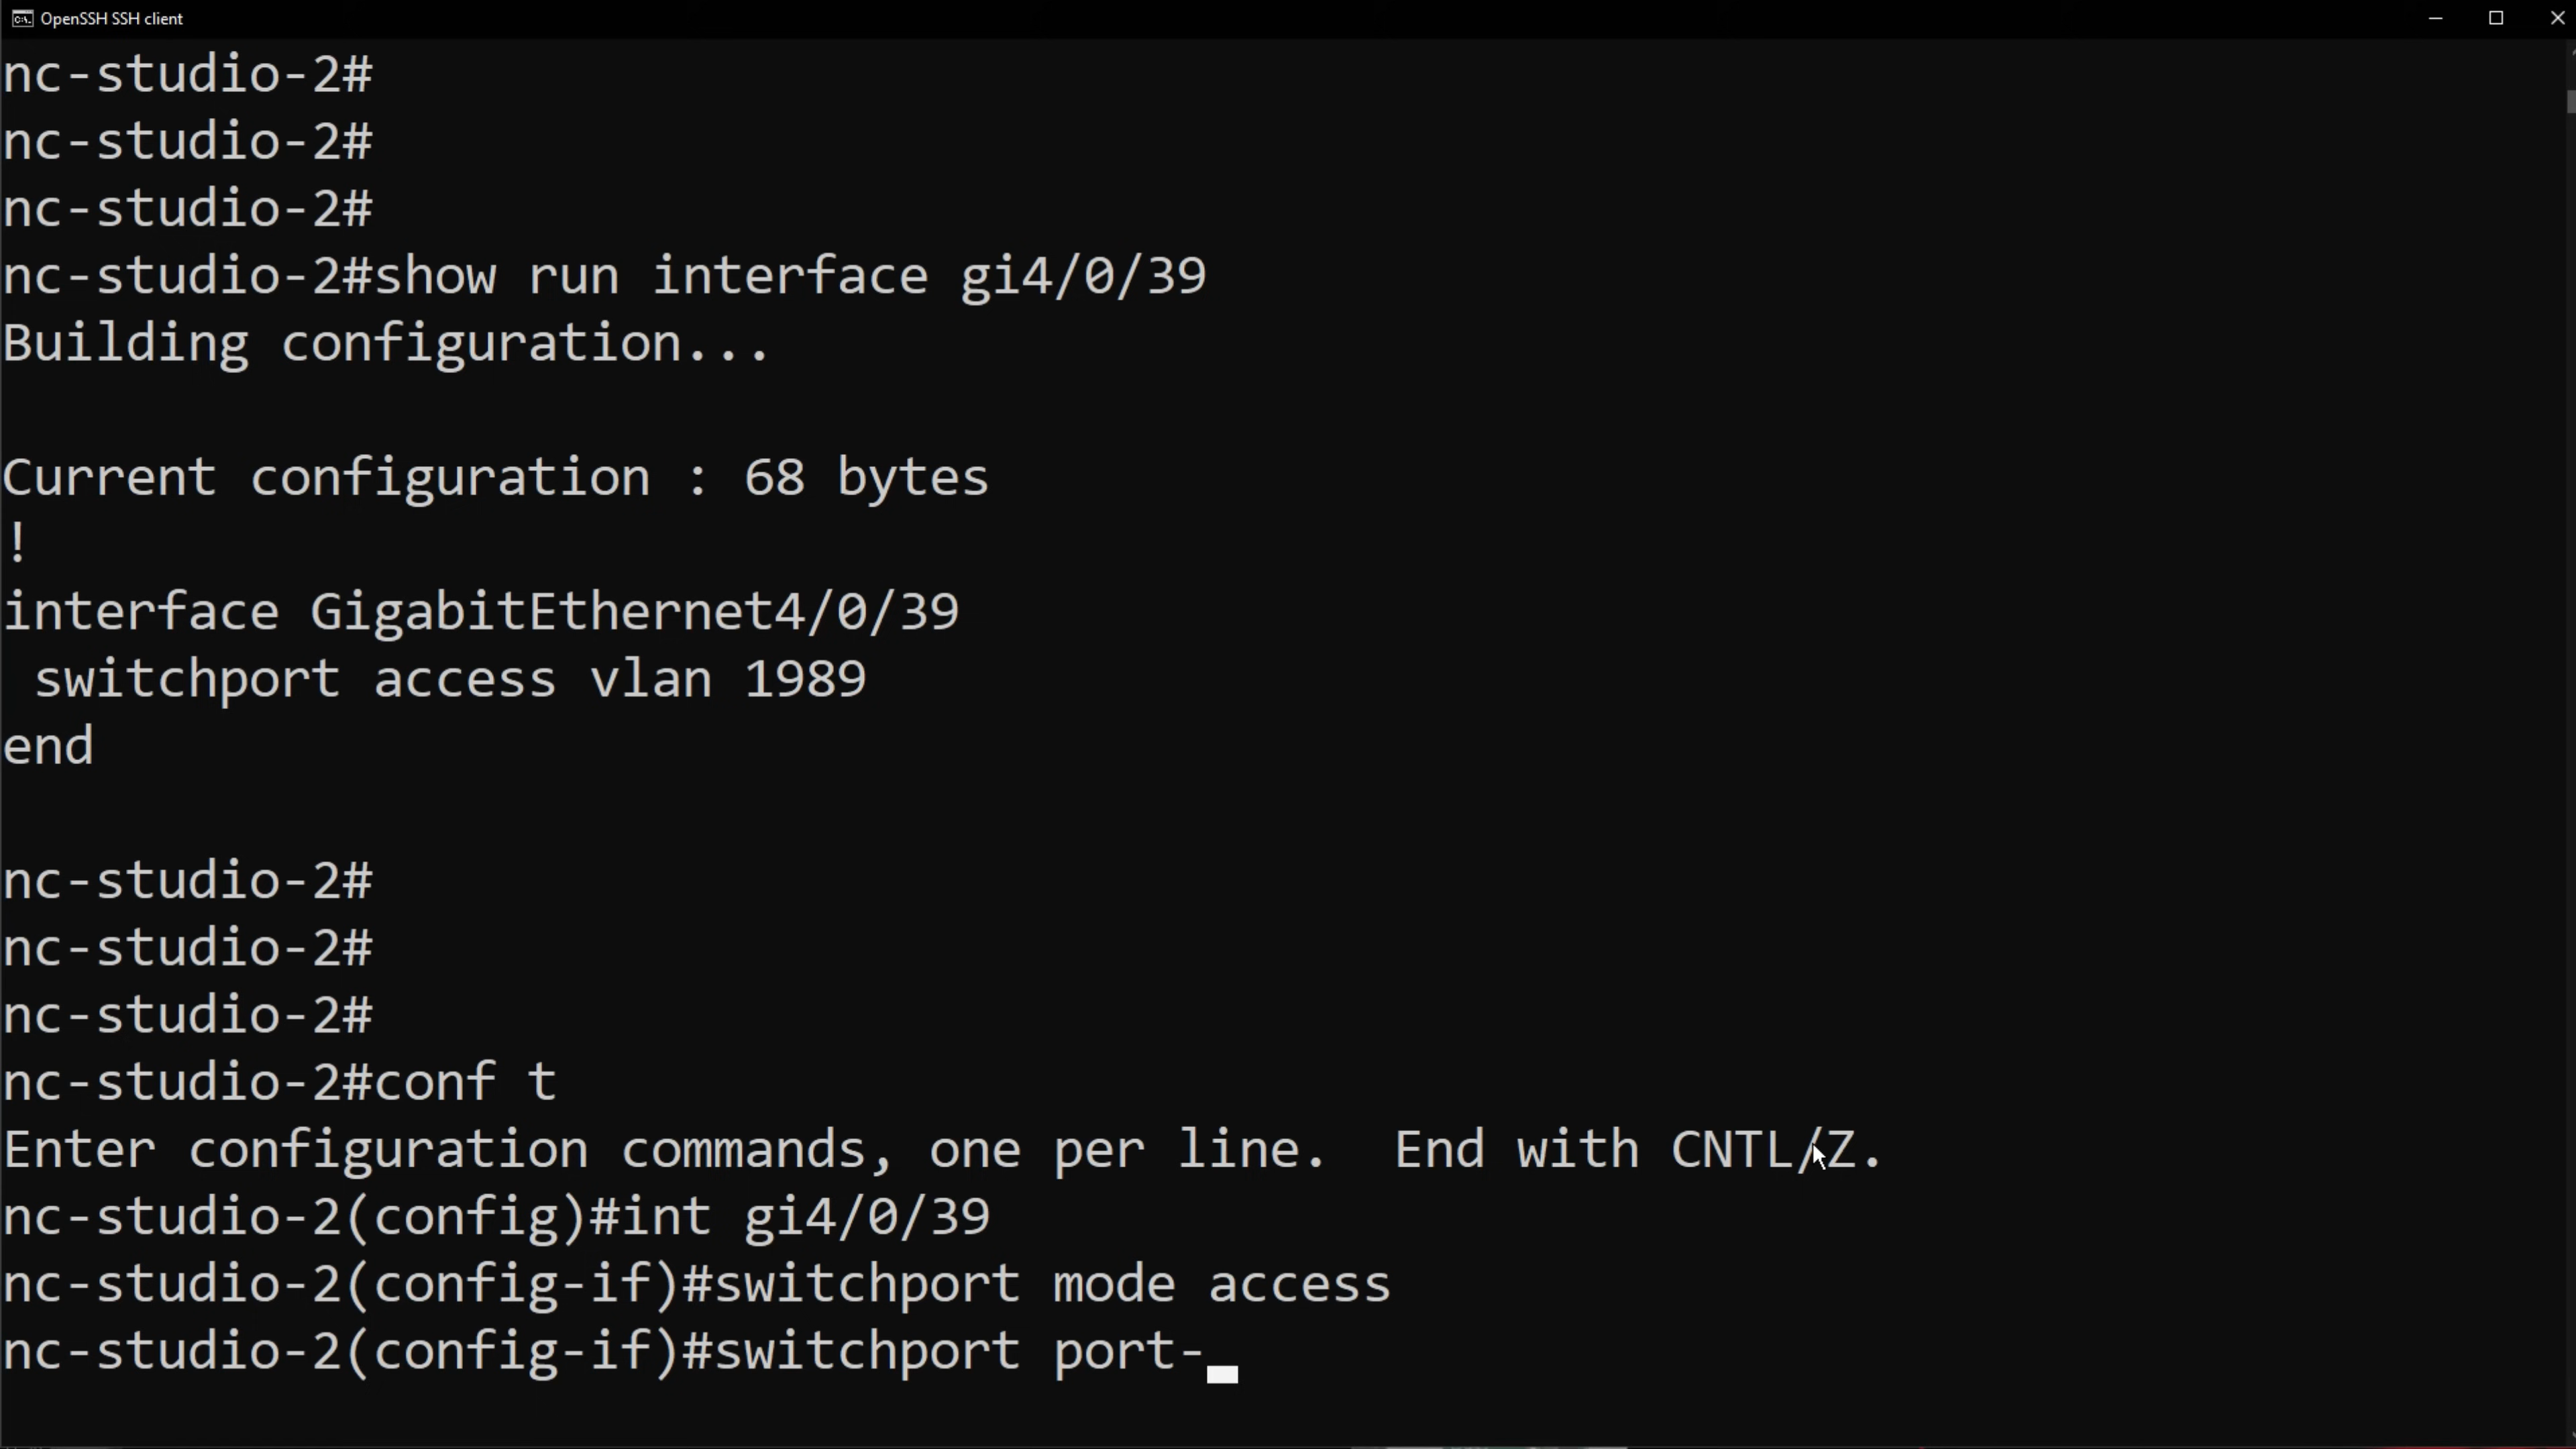 OpenSSH SSH client
nc-studio-2#
nc-studio-2#
nc-studio-2#
nc-studio-2#show run interface gi4/0/39
Building configuration...
Current configuration : 68 bytes
!
interface GigabitEthernet4/0/39
 switchport access vlan 1989
end
nc-studio-2#
nc-studio-2#
nc-studio-2#
nc-studio-2#conf t
Enter configuration commands, one per line.  End with CNTL/Z.
nc-studio-2(config)#int gi4/0/39
nc-studio-2(config-if)#switchport mode access
nc-studio-2(config-if)#switchport port-